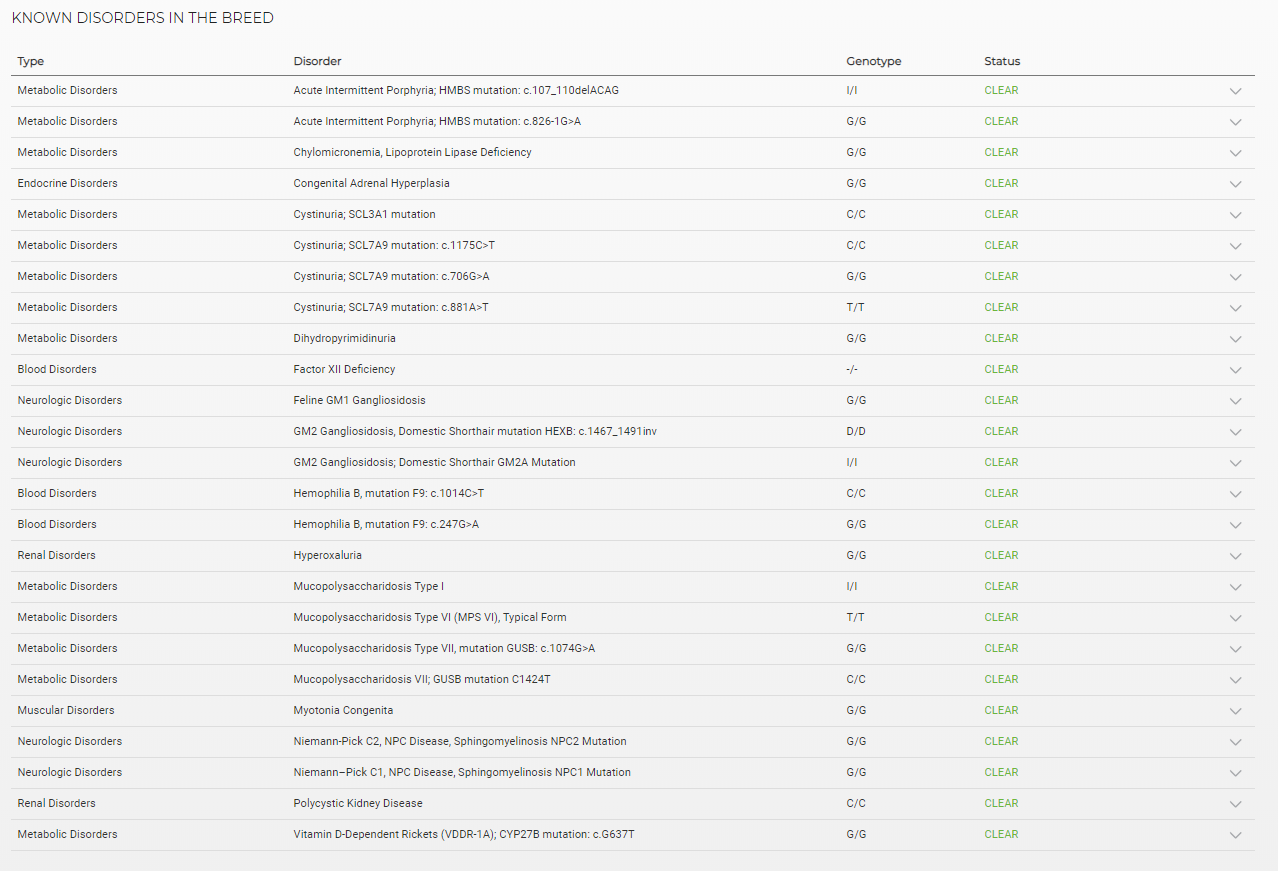 KNOWN DISORDERS IN THE BREED
Type Disorder Genotype Status
Metabolic Disorders Acute Intermittent Porphyria; HMBS mutation: c.107_110delACAG I/I CLEAR
Metabolic Disorders Acute Intermittent Porphyria; HMBS mutation: c.826-1G>A G/G CLEAR
Metabolic Disorders Chylomicronemia, Lipoprotein Lipase Deficiency G/G CLEAR
Endocrine Disorders Congenital Adrenal Hyperplasia G/G CLEAR
Metabolic Disorders Cystinuria; SCL3A1 mutation C/C CLEAR
Metabolic Disorders Cystinuria; SCL7A9 mutation: c.1175C>T C/C CLEAR
Metabolic Disorders Cystinuria; SCL7A9 mutation: c.706G>A G/G CLEAR
Metabolic Disorders Cystinuria; SCL7A9 mutation: c.881A>T T/T CLEAR
Metabolic Disorders Dihydropyrimidinuria G/G CLEAR
Blood Disorders Factor XII Deficiency -/- CLEAR
Neurologic Disorders Feline GM1 Gangliosidosis G/G CLEAR
Neurologic Disorders GM2 Gangliosidosis, Domestic Shorthair mutation HEXB: c.1467_1491inv D/D CLEAR
Neurologic Disorders GM2 Gangliosidosis; Domestic Shorthair GM2A Mutation I/I CLEAR
Blood Disorders Hemophilia B, mutation F9: c.1014C>T C/C CLEAR
Blood Disorders Hemophilia B, mutation F9: c.247G>A G/G CLEAR
Renal Disorders Hyperoxaluria G/G CLEAR
Metabolic Disorders Mucopolysaccharidosis Type I I/I CLEAR
Metabolic Disorders Mucopolysaccharidosis Type VI (MPS VI), Typical Form T/T CLEAR
Metabolic Disorders Mucopolysaccharidosis Type VII, mutation GUSB: c.1074G>A G/G CLEAR
Metabolic Disorders Mucopolysaccharidosis VII; GUSB mutation C1424T C/C CLEAR
Muscular Disorders Myotonia Congenita G/G CLEAR
Neurologic Disorders Niemann-Pick C2, NPC Disease, Sphingomyelinosis NPC2 Mutation G/G CLEAR
Neurologic Disorders Niemann–Pick C1, NPC Disease, Sphingomyelinosis NPC1 Mutation G/G CLEAR
Renal Disorders Polycystic Kidney Disease C/C CLEAR
Metabolic Disorders Vitamin D-Dependent Rickets (VDDR-1A); CYP27B mutation: c.G637T G/G CLEAR